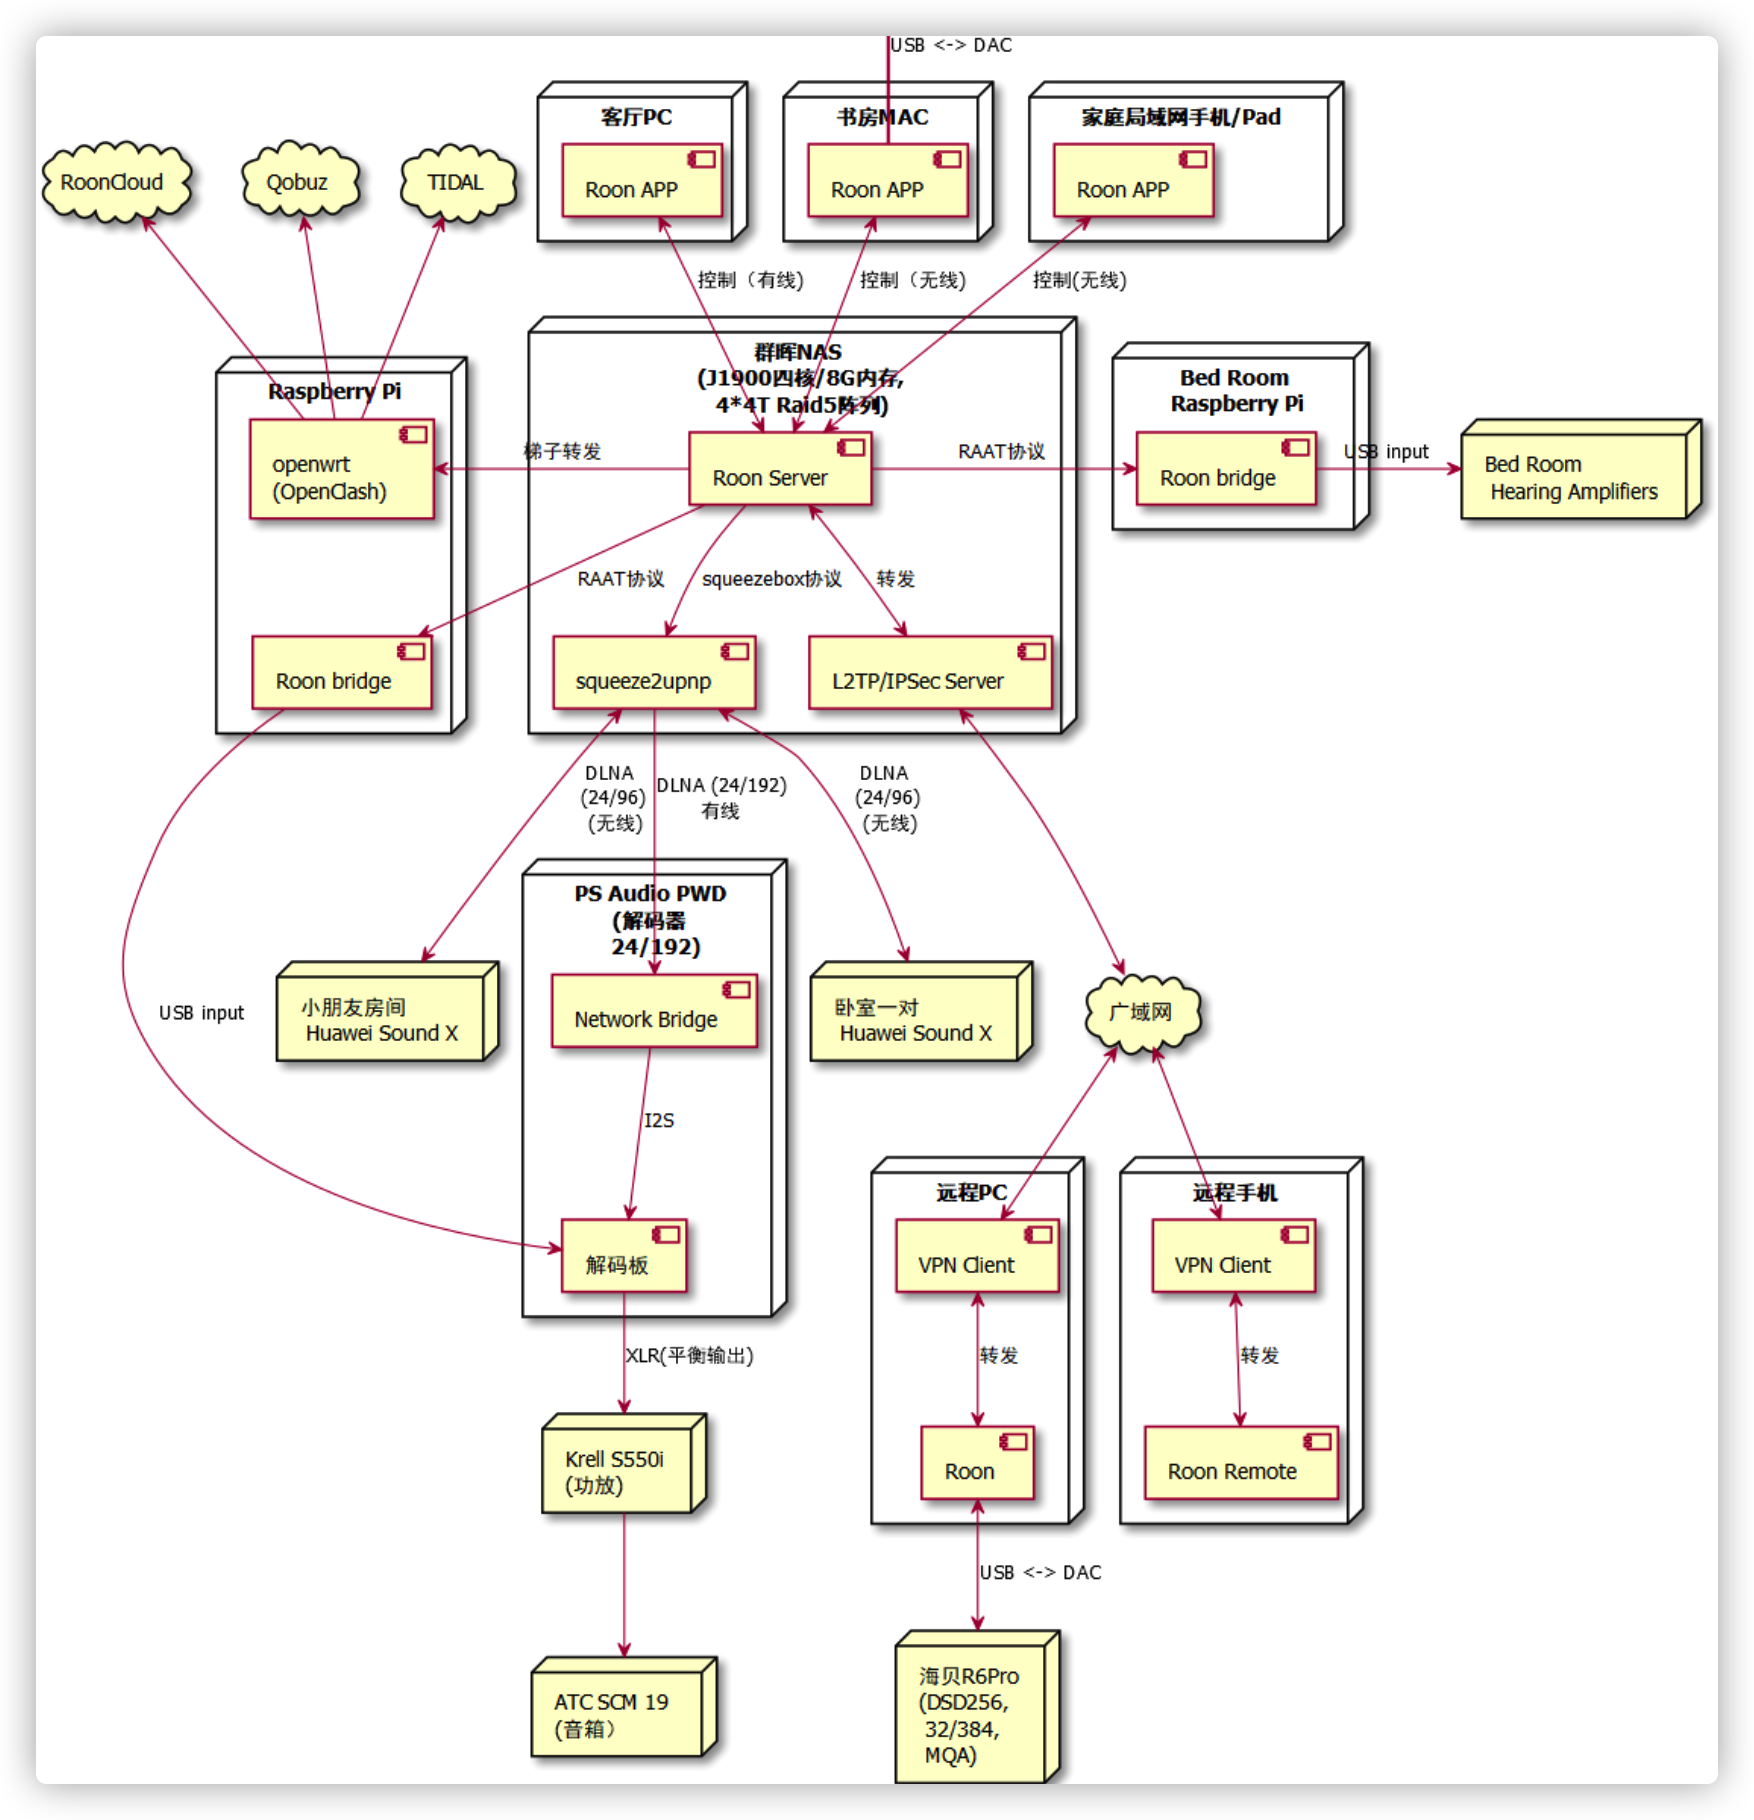 USB <-> DAC
客厅PC
Roon APP
书房MAC
Roon APP
家庭局域网手机/Pad
Roon APP
RoonCloud
Qobuz
TIDAL
控制（有线)
控制（无线)
控制(无线)
Raspberry Pi
openwrt
(OpenClash)
梯子转发
群晖NAS
(J1900四核/8G内存,
4*4T Raid5阵列)
Roon Server
RAAT协议
Bed Room
Raspberry Pi
Roon bridge
USB input
Bed Room
Hearing Amplifiers
RAAT协议
squeezebox协议
转发
Roon bridge
squeeze2upnp
L2TP/IPSec Server
DLNA
(24/96)
(无线)
DLNA (24/192)
有线
DLNA
(24/96)
(无线)
PS Audio PWD
(解码器
24/192)
USB input
小朋友房间
Huawei Sound X
Network Bridge
卧室一对
Huawei Sound X
广域网
I2S
解码板
远程PC
VPN Client
远程手机
VPN Client
XLR(平衡输出)
转发
转发
Krell S550i
(功放)
Roon
Roon Remote
USB <-> DAC
ATC SCM 19
(音箱）
海贝R6Pro
(DSD256,
32/384,
MQA)